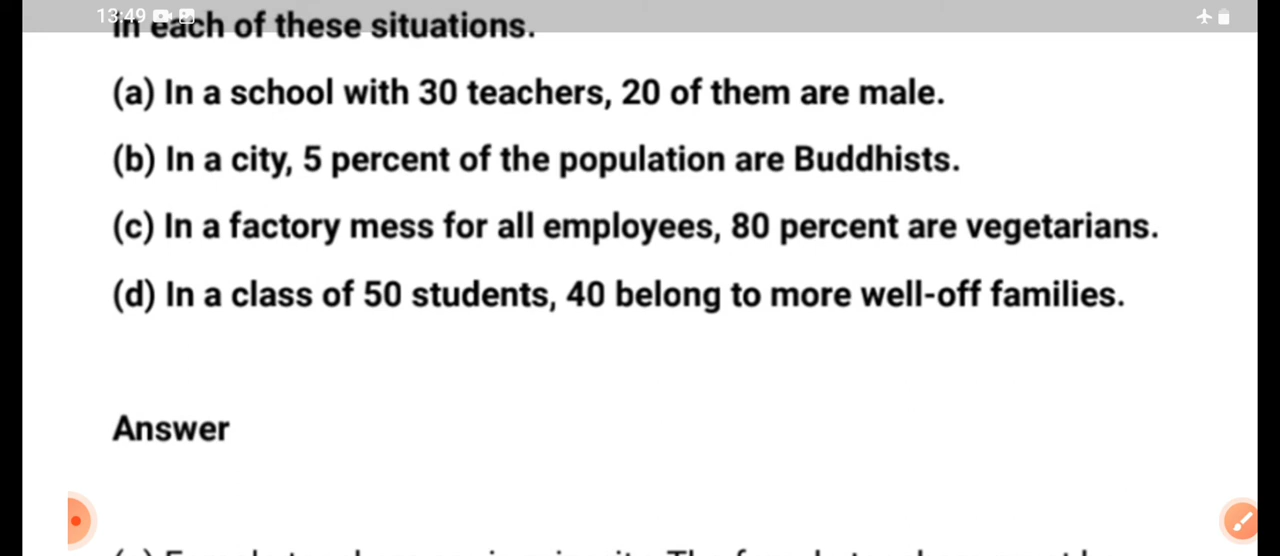 13:49
in each of these situations.
(a) In a school with 30 teachers, 20 of them are male.
(b) In a city, 5 percent of the population are Buddhists.
(c) In a factory mess for all employees, 80 percent are vegetarians.
(d) In a class of 50 students, 40 belong to more well-off families.
Answer